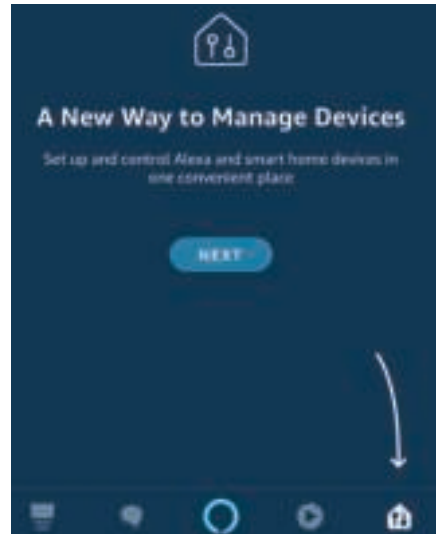 A New Way to Manage Devices
Set up and control Alexa and smart home devices in
one convenient place
NEXT